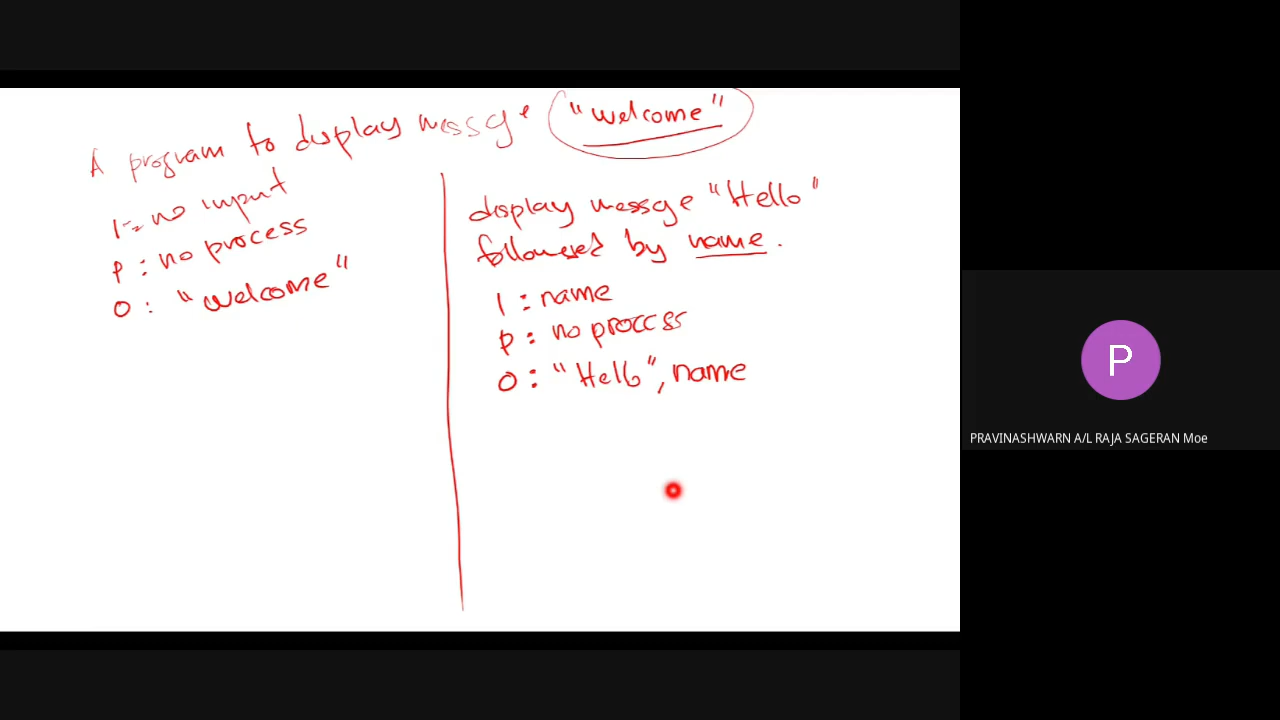 A program to display messge "welcome"
I- no input
P: no process
O: "welcome"
display messge "Hello"
followed by name.
I: name
P: no process
O: "Hello", name
P
PRAVINASHWARN A/L RAJA SAGERAN Moe